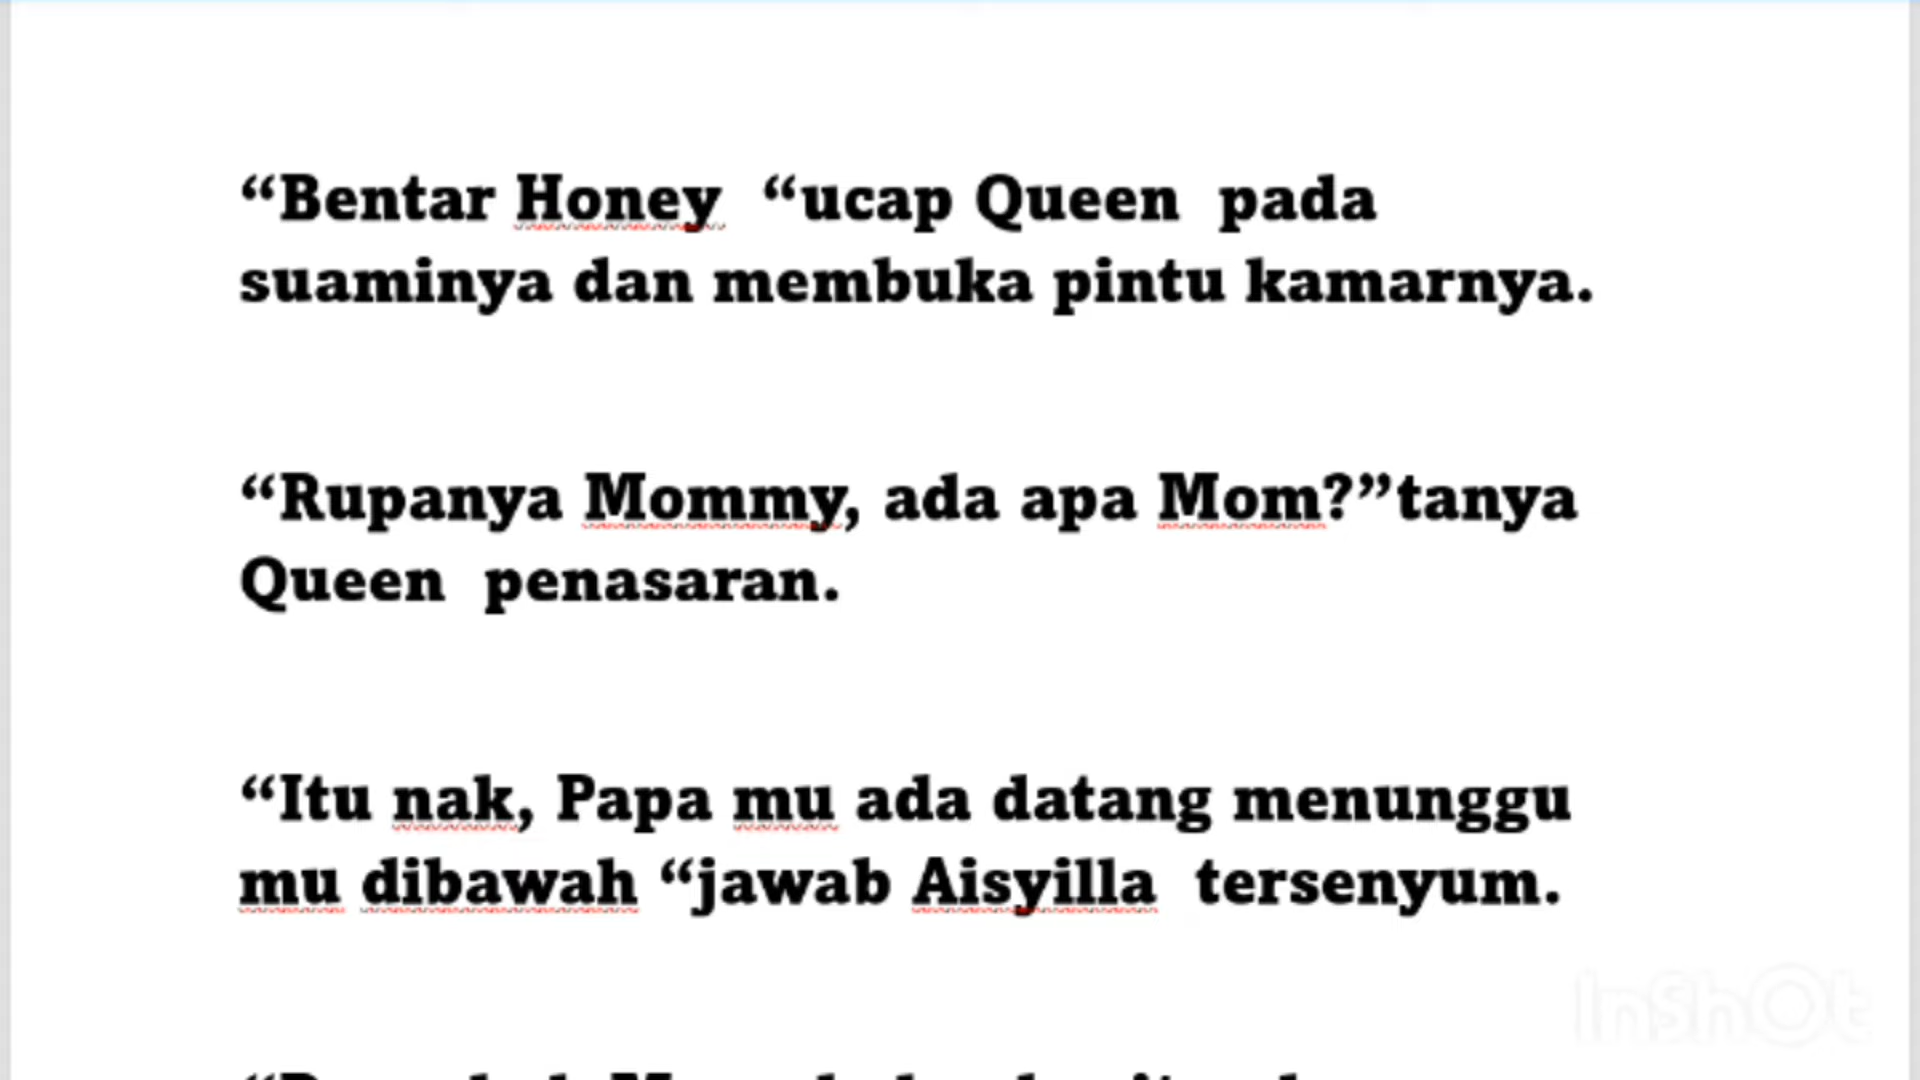 “Bentar Honey  “ucap Queen  pada
suaminya dan membuka pintu kamarnya.
“Rupanya Mommy, ada apa Mom?”tanya
Queen  penasaran.
“Itu nak, Papa mu ada datang menunggu
mu dibawah “jawab Aisyilla  tersenyum.
InShOt